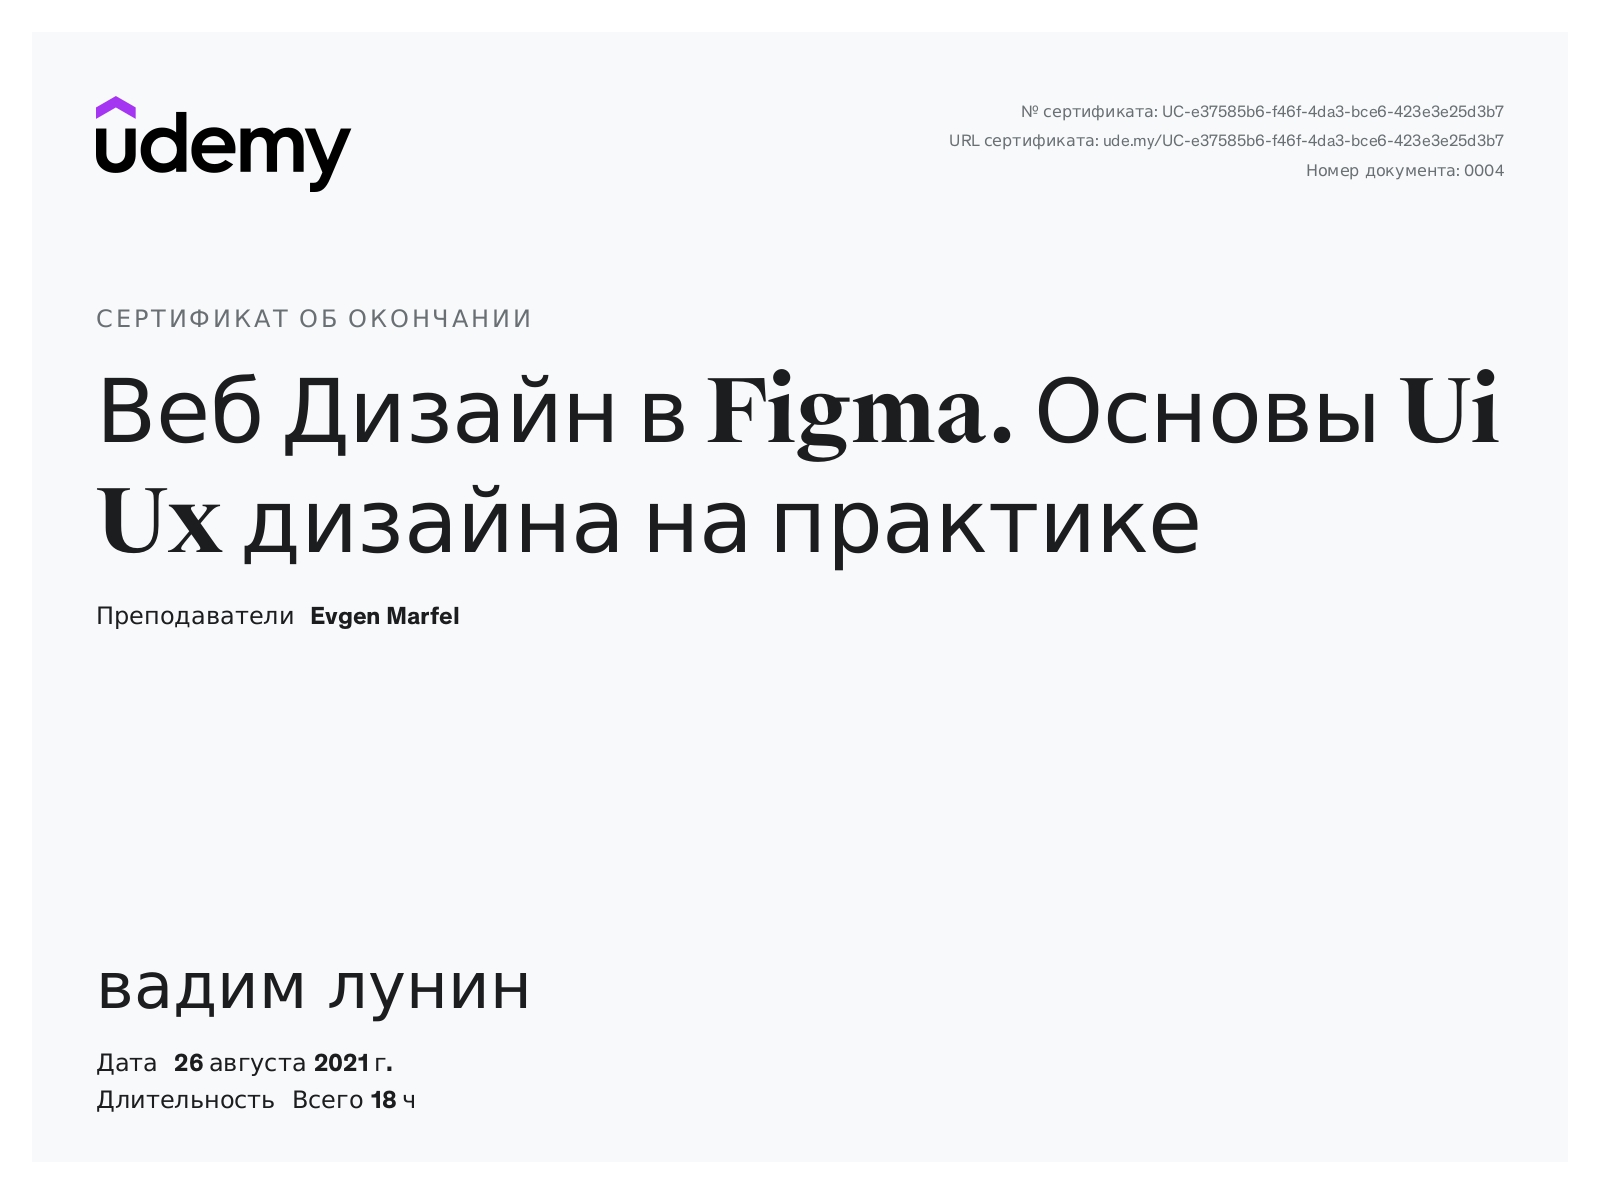 udemy
№ сертификата: UC-e37585b6-f46f-4da3-bce6-423e3e25d3b7
URL сертификата: ude.my/UC-e37585b6-f46f-4da3-bce6-423e3e25d3b7
Номер документа: 0004
СЕРТИФИКАТ ОБ ОКОНЧАНИИ
Веб Дизайн в Figma. Основы Ui
Ux дизайна на практике
Преподаватели Evgen Marfel
вадим лунин
Дата 26 августа 2021 г.
Длительность Всего 18 ч